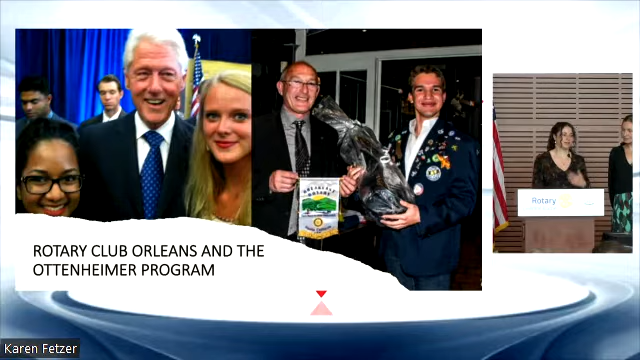 ROTARY CLUB ORLEANS AND THE
OTTENHEIMER PROGRAM
Rotary
Karen Fetzer